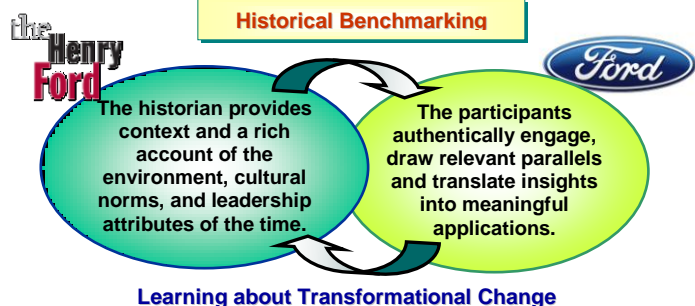 Historical Benchmarking
the
Henry
Ford
Ford
The historian provides
context and a rich
account of the
environment, cultural
norms, and leadership
attributes of the time.
The participants
authentically engage,
draw relevant parallels
and translate insights
into meaningful
applications.
Learning about Transformational Change